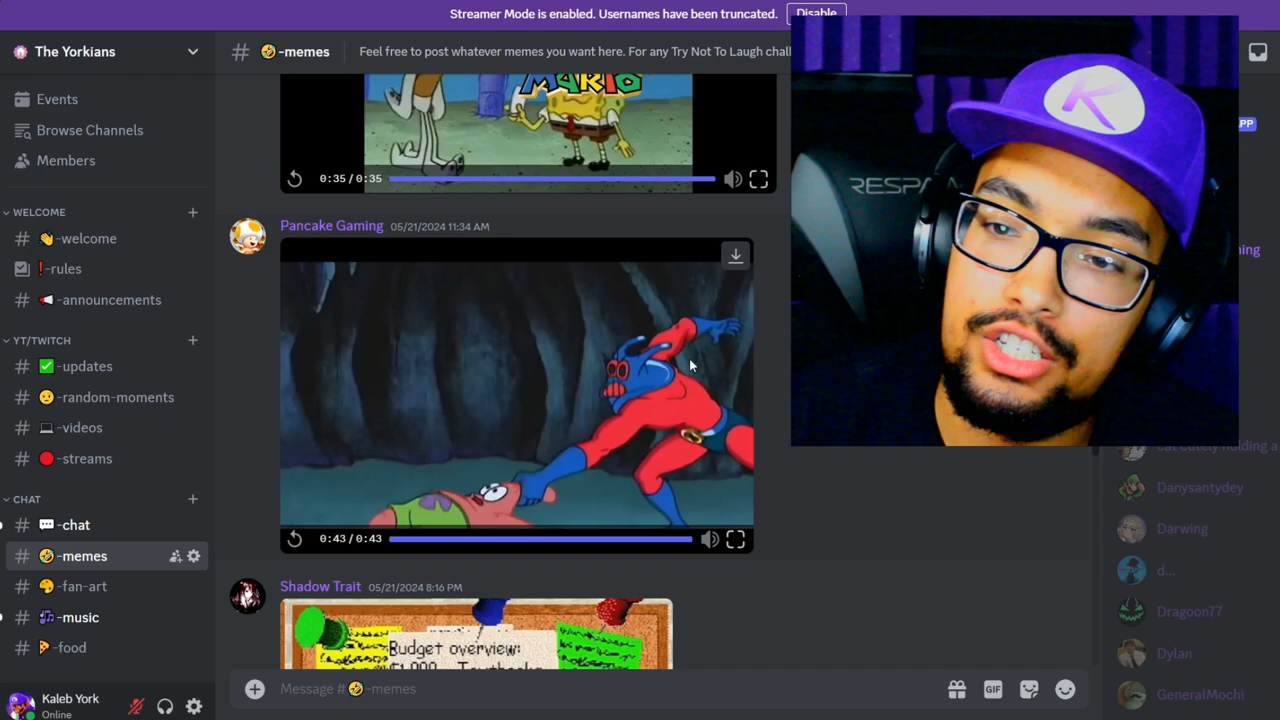 Streamer Mode is enabled. Usernames have been truncated.
Disable
The Yorkians
🤣-memes
Feel free to post whatever memes you want here. For any Try Not To Laugh chall
Events
Browse Channels
Members
WELCOME
👋-welcome
❗-rules
📢-announcements
YT/TWITCH
✅-updates
-random-moments
💻-videos
🔴-streams
CHAT
💬-chat
🤣-memes
-fan-art
🎶-music
🍕-food
Kaleb York
Online
MARIO
0:35 / 0:35
Pancake Gaming 05/21/2024 11:34 AM
0:43 / 0:43
Shadow Trait 05/21/2024 8:16 PM
Budget overview:
Message # 🤣-memes
GIF
K
PP
ning
Danysantydey
Darwing
d...
Dragoon77
Dylan
GeneralMochi